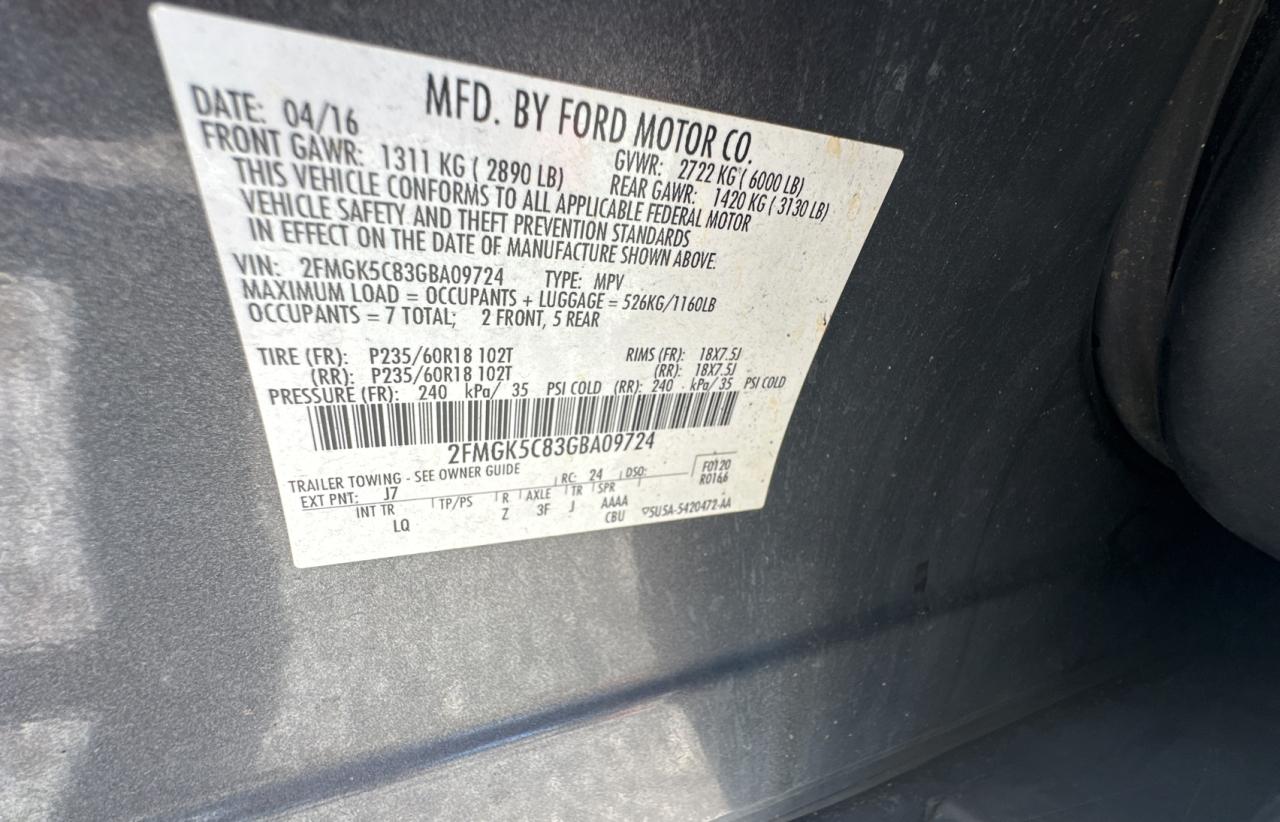 MFD. BY FORD MOTOR CO.
DATE: 04/16
GVWR: 2722 KG ( 6000 LB)
FRONT GAWR: 1311 KG ( 2890 LB)
REAR GAWR: 1420 KG ( 3130 LB)
THIS VEHICLE CONFORMS TO ALL APPLICABLE FEDERAL MOTOR
VEHICLE SAFETY AND THEFT PREVENTION STANDARDS
IN EFFECT ON THE DATE OF MANUFACTURE SHOWN ABOVE.
VIN: 2FMGK5C83GBA09724 TYPE: MPV
MAXIMUM LOAD = OCCUPANTS + LUGGAGE = 526KG/1160LB
OCCUPANTS = 7 TOTAL; 2 FRONT, 5 REAR
TIRE (FR): P235/60R18 102T RIMS (FR): 18X7.5J
(RR): P235/60R18 102T (RR): 18X7.5J
PRESSURE (FR): 240 kPa/ 35 PSI COLD (RR): 240 kPa/35 PSI COLD
2FMGK5C83GBA09724
TRAILER TOWING - SEE OWNER GUIDE
RC: 24 DSO:
F0120
R0166
EXT PNT: J7
INT TR TP/PS R AXLE TR SPR
LQ Z 3F J AAAA
CBU
5U5A-5420472-AA